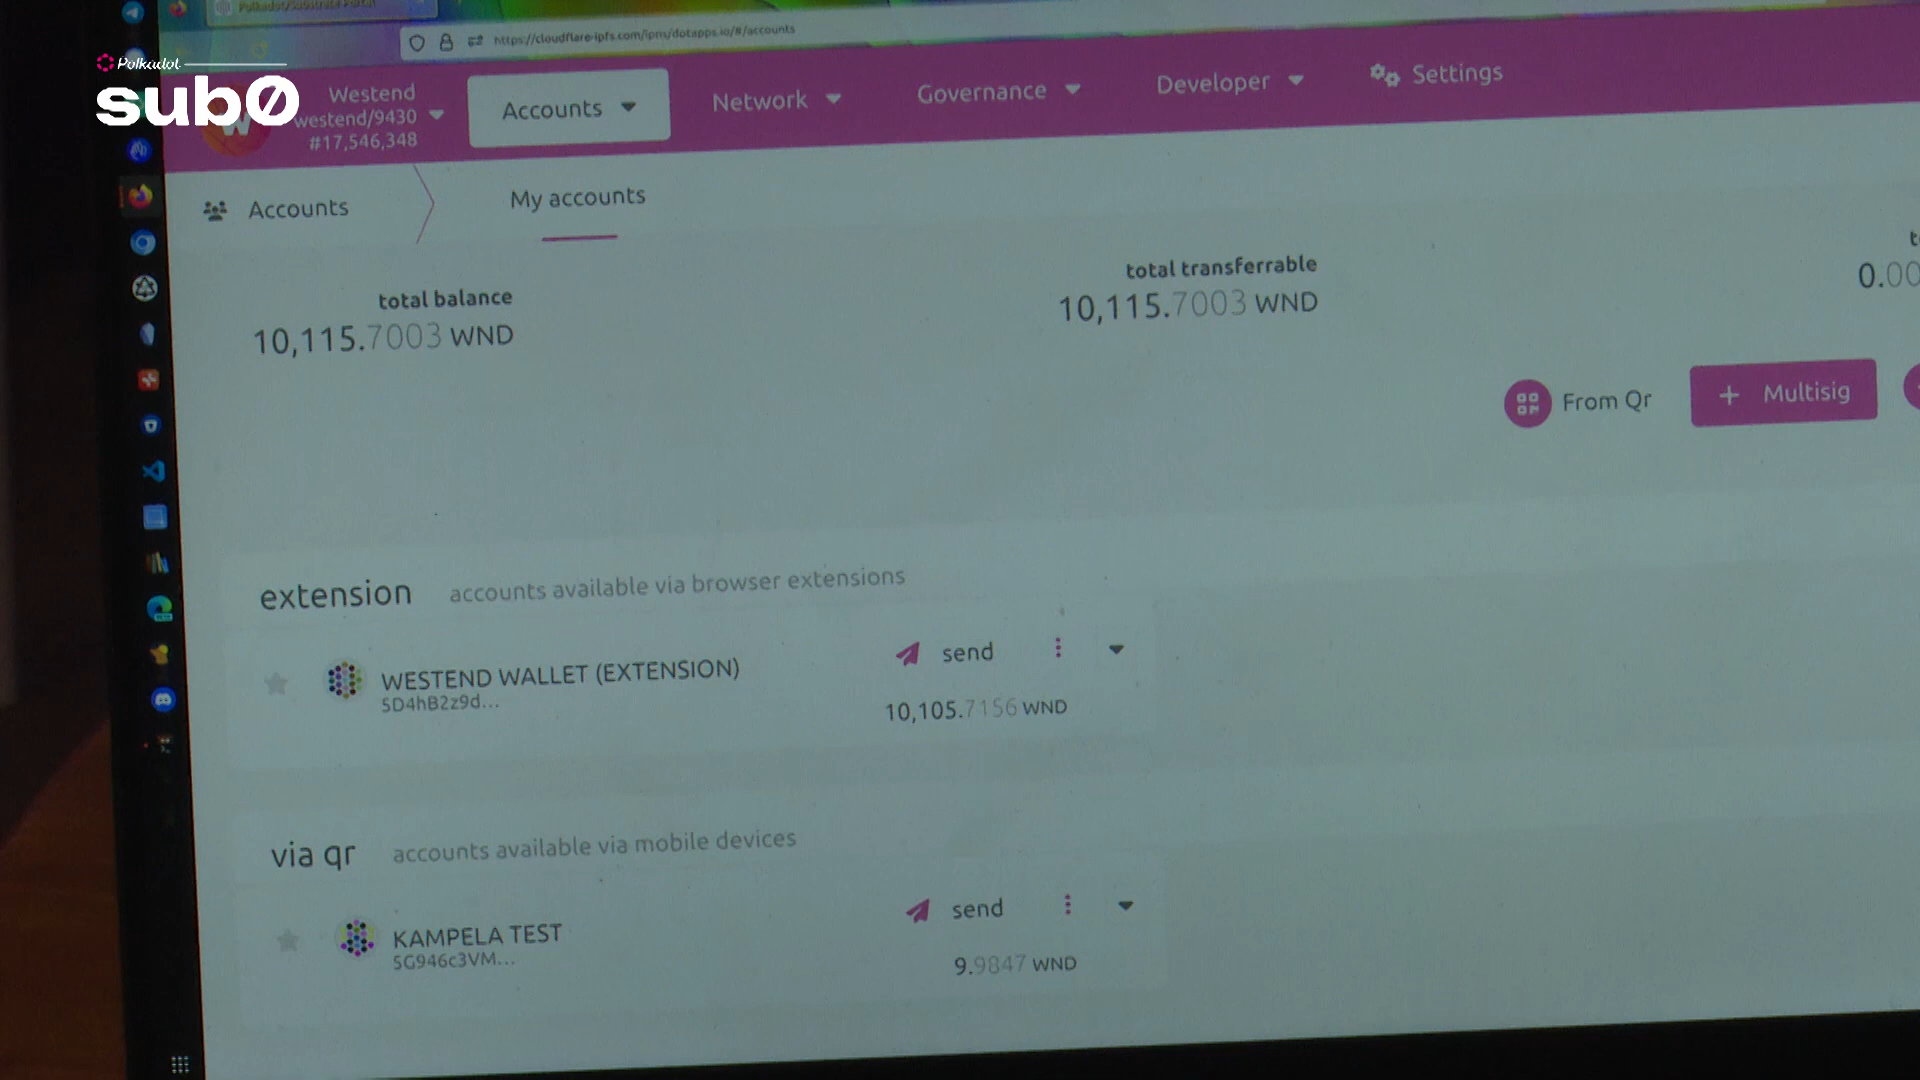 Polkadot/Substrate Portal
https://cloudflare-ipfs.com/ipns/dotapps.io/#/accounts
Polkadot
sub0
Westend
westend/9430
#17,546,348
Accounts
Network
Governance
Developer
Settings
Accounts
My accounts
total balance
10,115.7003 WND
total transferrable
10,115.7003 WND
0.00
From Qr
+ Multisig
extension accounts available via browser extensions
WESTEND WALLET (EXTENSION)
5D4hB2z9d...
send
10,105.7156 WND
via qr accounts available via mobile devices
KAMPELA TEST
5G946c3VM...
send
9.9847 WND